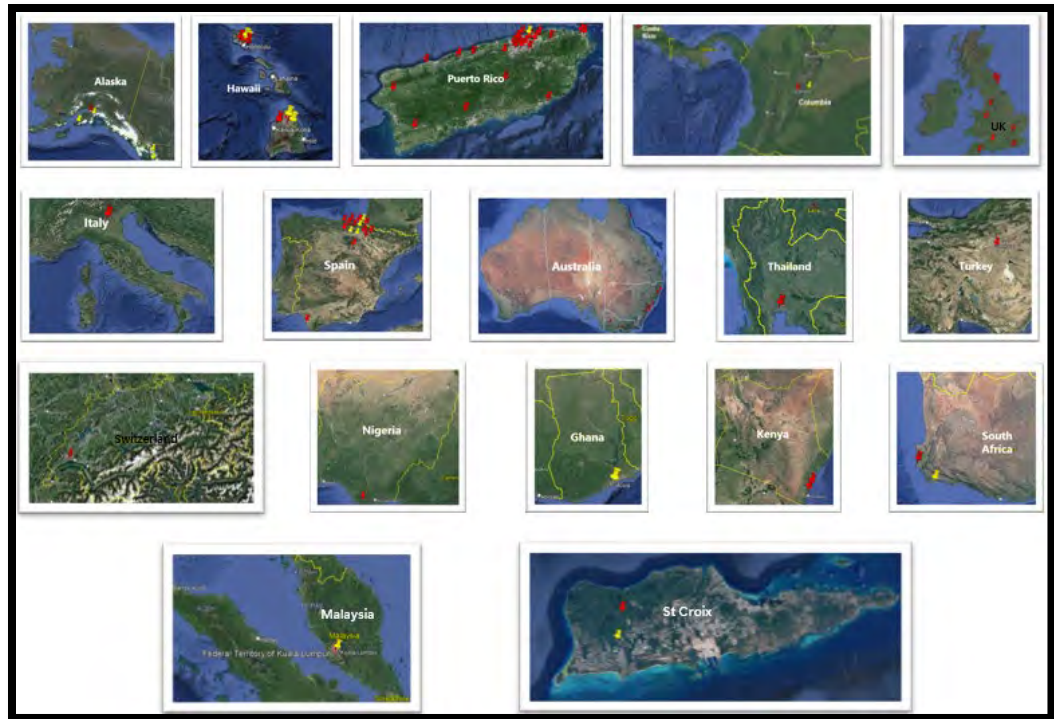 Alaska
Hawaii
Puerto Rico
Costa
Rica
Columbia
UK
Italy
Spain
Australia
Thailand
Turkey
Switzerland
Nigeria
Ghana
Kenya
South
Africa
Malaysia
Malaysia
Federal Territory of Kuala Lumpur
St Croix